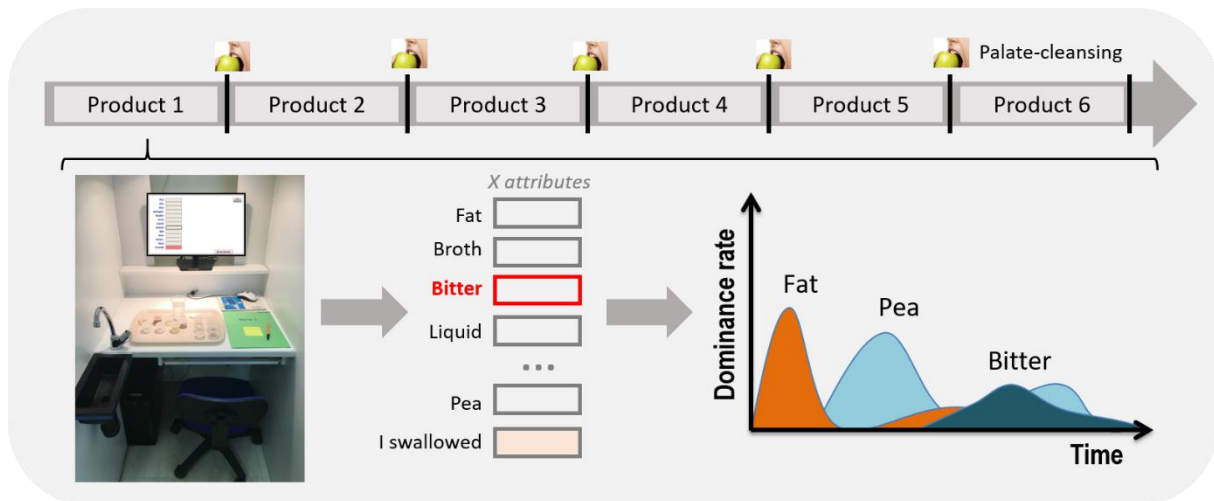 Palate-cleansing
Product 1
Product 2
Product 3
Product 4
Product 5
Product 6
X attributes
Fat
Broth
Bitter
Liquid
...
Pea
I swallowed
Dominance rate
Fat
Pea
Bitter
Time